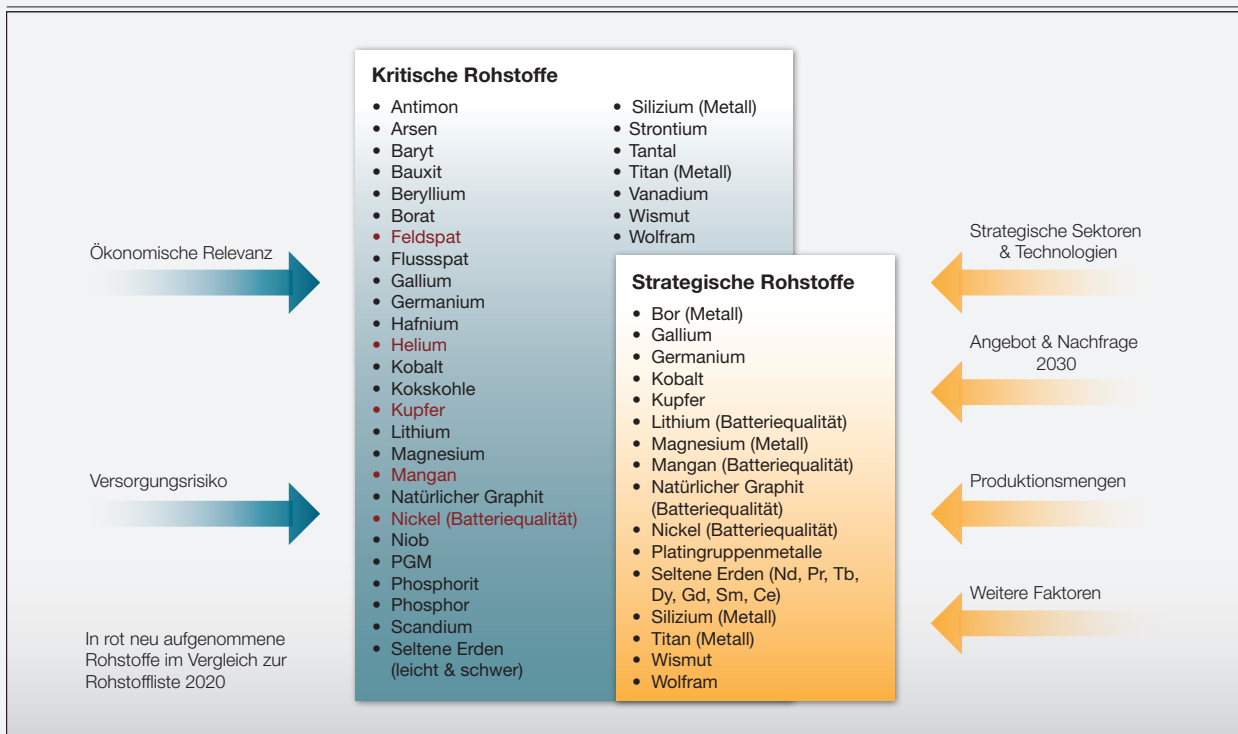 Kritische Rohstoffe
• Antimon
• Arsen
• Baryt
• Bauxit
• Beryllium
• Borat
• Feldspat
• Flussspat
• Gallium
• Germanium
• Hafnium
• Helium
• Kobalt
• Kokskohle
• Kupfer
• Lithium
• Magnesium
• Mangan
• Natürlicher Graphit
• Nickel (Batteriequalität)
• Niob
• PGM
• Phosphorit
• Phosphor
• Scandium
• Seltene Erden
(leicht & schwer)
• Silizium (Metall)
• Strontium
• Tantal
• Titan (Metall)
• Vanadium
• Wismut
• Wolfram
Strategische Rohstoffe
• Bor (Metall)
• Gallium
• Germanium
• Kobalt
• Kupfer
• Lithium (Batteriequalität)
• Magnesium (Metall)
• Mangan (Batteriequalität)
• Natürlicher Graphit
(Batteriequalität)
• Nickel (Batteriequalität)
• Platingruppenmetalle
• Seltene Erden (Nd, Pr, Tb,
Dy, Gd, Sm, Ce)
• Silizium (Metall)
• Titan (Metall)
• Wismut
• Wolfram
Ökonomische Relevanz
Versorgungsrisiko
In rot neu aufgenommene
Rohstoffe im Vergleich zur
Rohstoffliste 2020
Strategische Sektoren
& Technologien
Angebot & Nachfrage
2030
Produktionsmengen
Weitere Faktoren